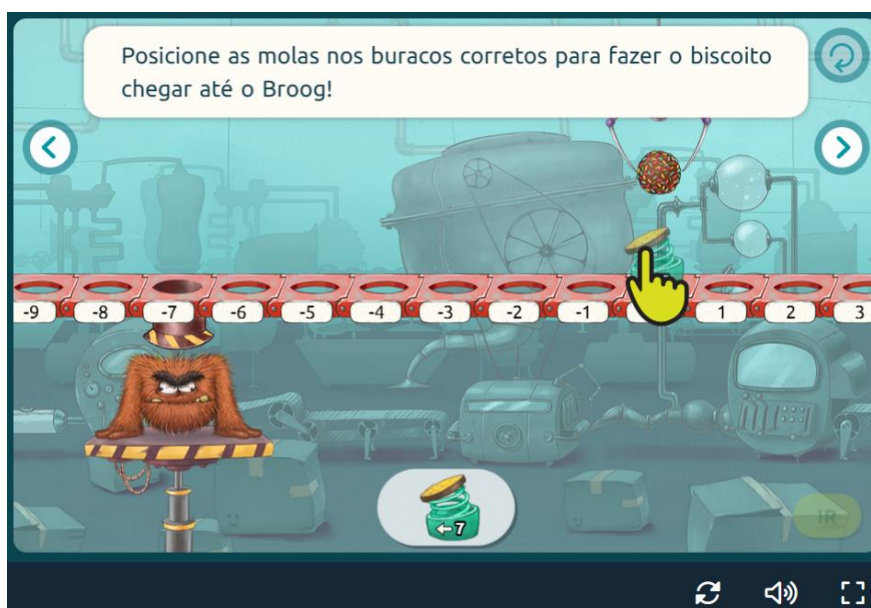 Posicione as molas nos buracos corretos para fazer o biscoito
chegar até o Broog!
-9 -8 -7 -6 -5 -4 -3 -2 -1 1 2 3
←7
IR